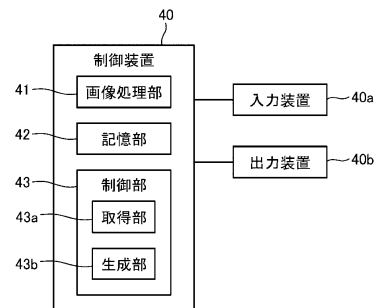 40
制御装置
41
画像処理部
入力装置
40a
42
記憶部
出力装置
40b
43
制御部
43a
取得部
43b
生成部